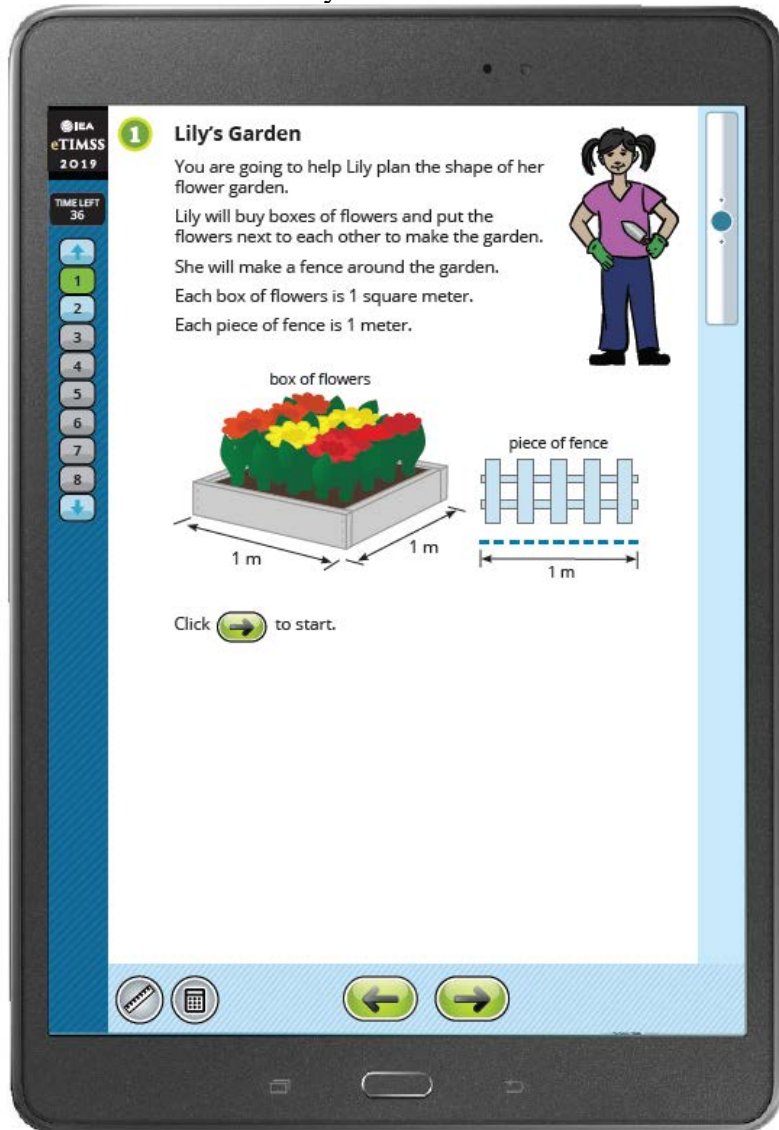 IEA
eTIMSS
2019
TIME LEFT
36
1
2
3
4
5
6
7
8
1
Lily's Garden
You are going to help Lily plan the shape of her
flower garden.
Lily will buy boxes of flowers and put the
flowers next to each other to make the garden.
She will make a fence around the garden.
Each box of flowers is 1 square meter.
Each piece of fence is 1 meter.
box of flowers
piece of fence
1 m
1 m
1 m
Click to start.